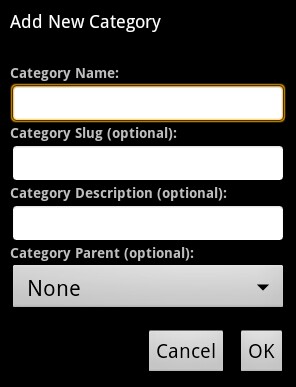 Add New Category
Category Name:
Category Slug (optional):
Category Description (optional):
Category Parent (optional):
None
Cancel OK